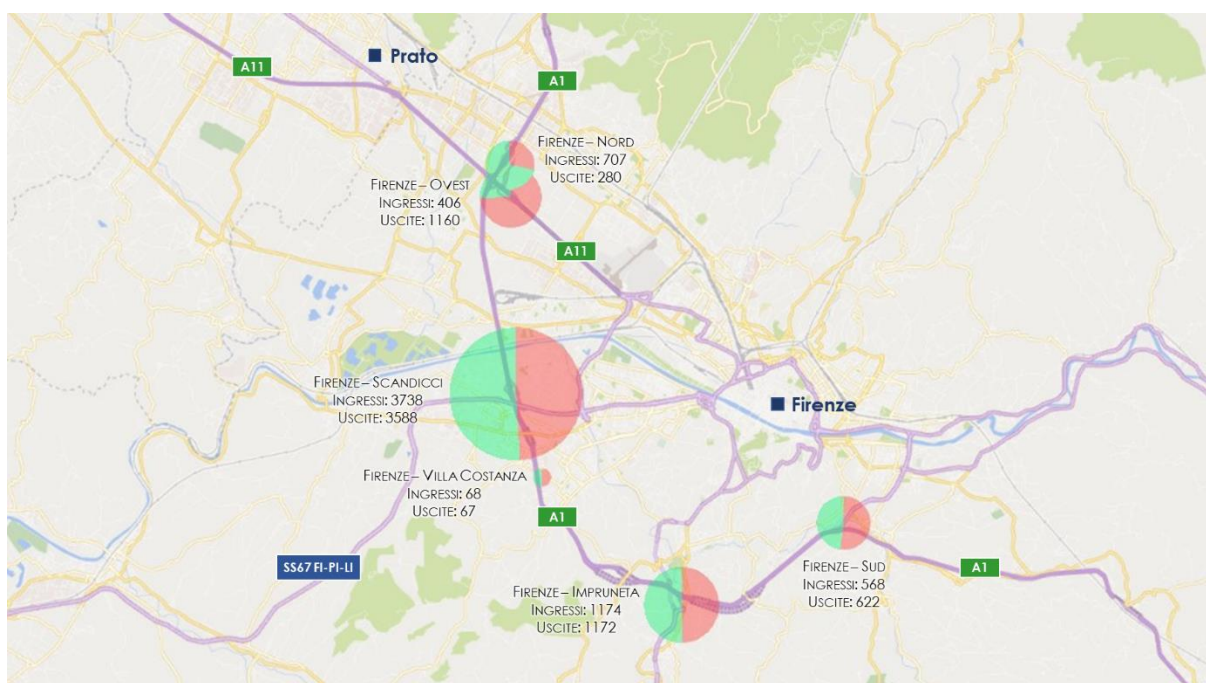 Prato
A11
A1
FIRENZE – NORD
INGRESSI: 707
USCITE: 280
FIRENZE – OVEST
INGRESSI: 406
USCITE: 1160
A11
FIRENZE – SCANDICCI
INGRESSI: 3738
USCITE: 3588
Firenze
FIRENZE – VILLA COSTANZA
INGRESSI: 68
USCITE: 67
A1
SS67 FI-PI-LI
FIRENZE – SUD
INGRESSI: 568
USCITE: 622
A1
FIRENZE – IMPRUNETA
INGRESSI: 1174
USCITE: 1172